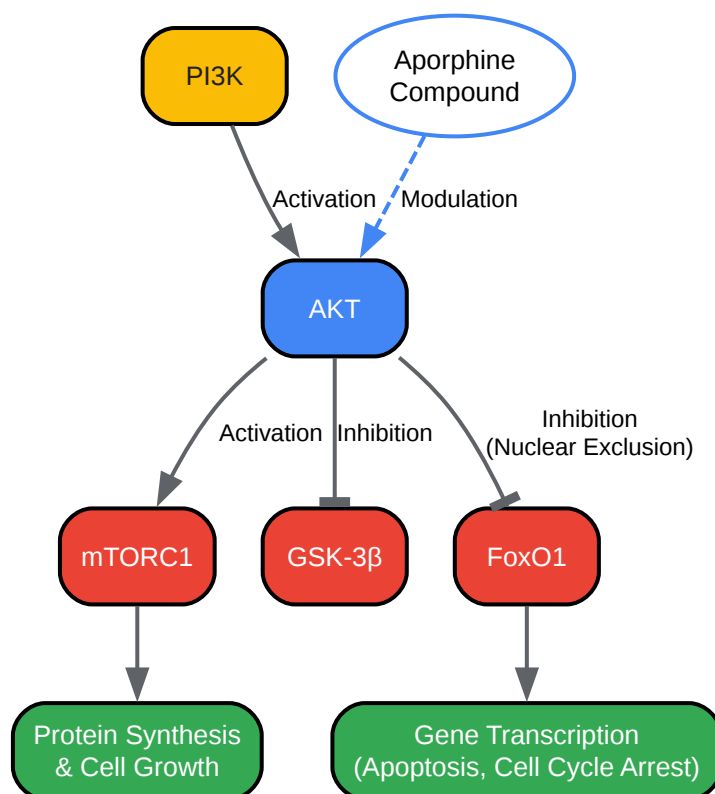 PI3K
Aporphine
Compound
Activation
Modulation
AKT
Activation
Inhibition
Inhibition
(Nuclear Exclusion)
mTORC1
GSK-3β
FoxO1
Protein Synthesis
& Cell Growth
Gene Transcription
(Apoptosis, Cell Cycle Arrest)